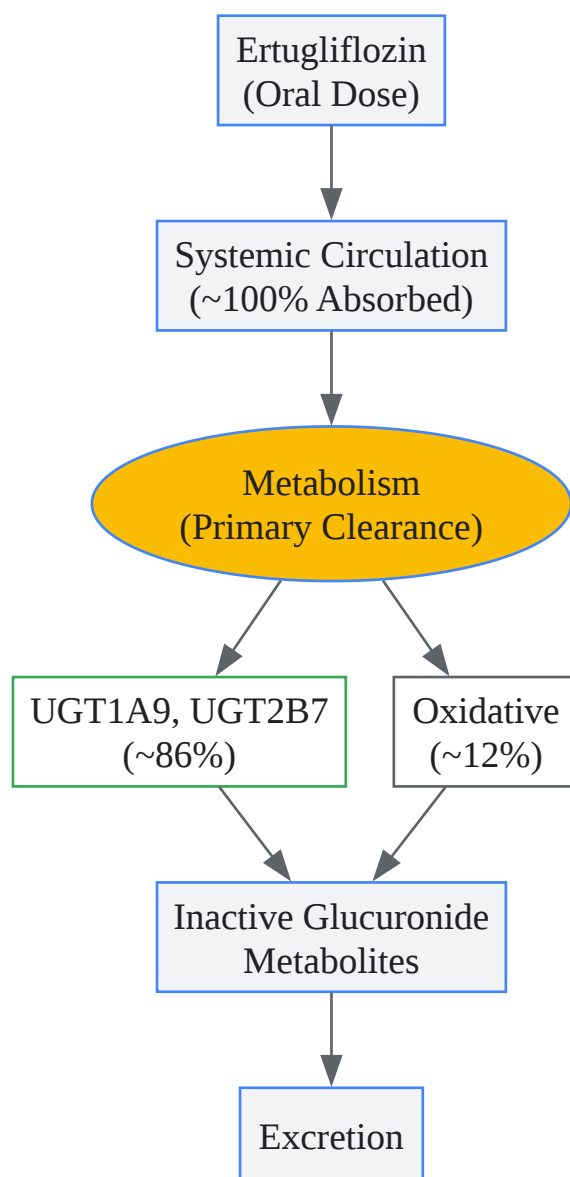 Ertugliflozin
(Oral Dose)
Systemic Circulation
(~100% Absorbed)
Metabolism
(Primary Clearance)
UGT1A9, UGT2B7
(~86%)
Oxidative
(~12%)
Inactive Glucuronide
Metabolites
Excretion